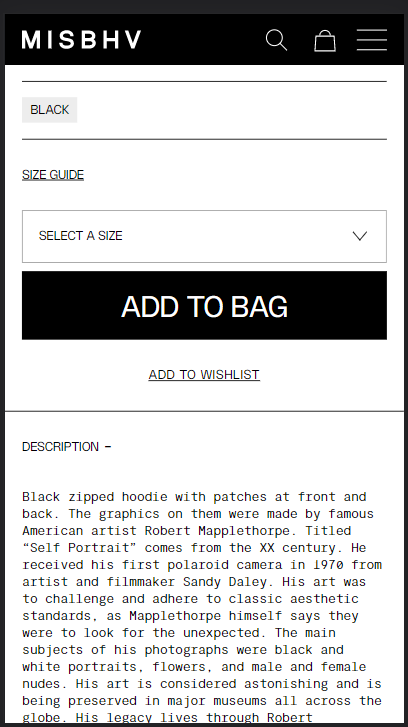 MISBHV
BLACK
SIZE GUIDE
SELECT A SIZE
ADD TO BAG
ADD TO WISHLIST
DESCRIPTION –
Black zipped hoodie with patches at front and
back. The graphics on them were made by famous
American artist Robert Mapplethorpe. Titled
“Self Portrait” comes from the XX century. He
received his first polaroid camera in 1970 from
artist and filmmaker Sandy Daley. His art was
to challenge and adhere to classic aesthetic
standards, as Mapplethorpe himself says they
were to look for the unexpected. The main
subjects of his photographs were black and
white portraits, flowers, and male and female
nudes. His art is considered astonishing and is
being preserved in major museums all across the
globe. His legacy lives through Robert